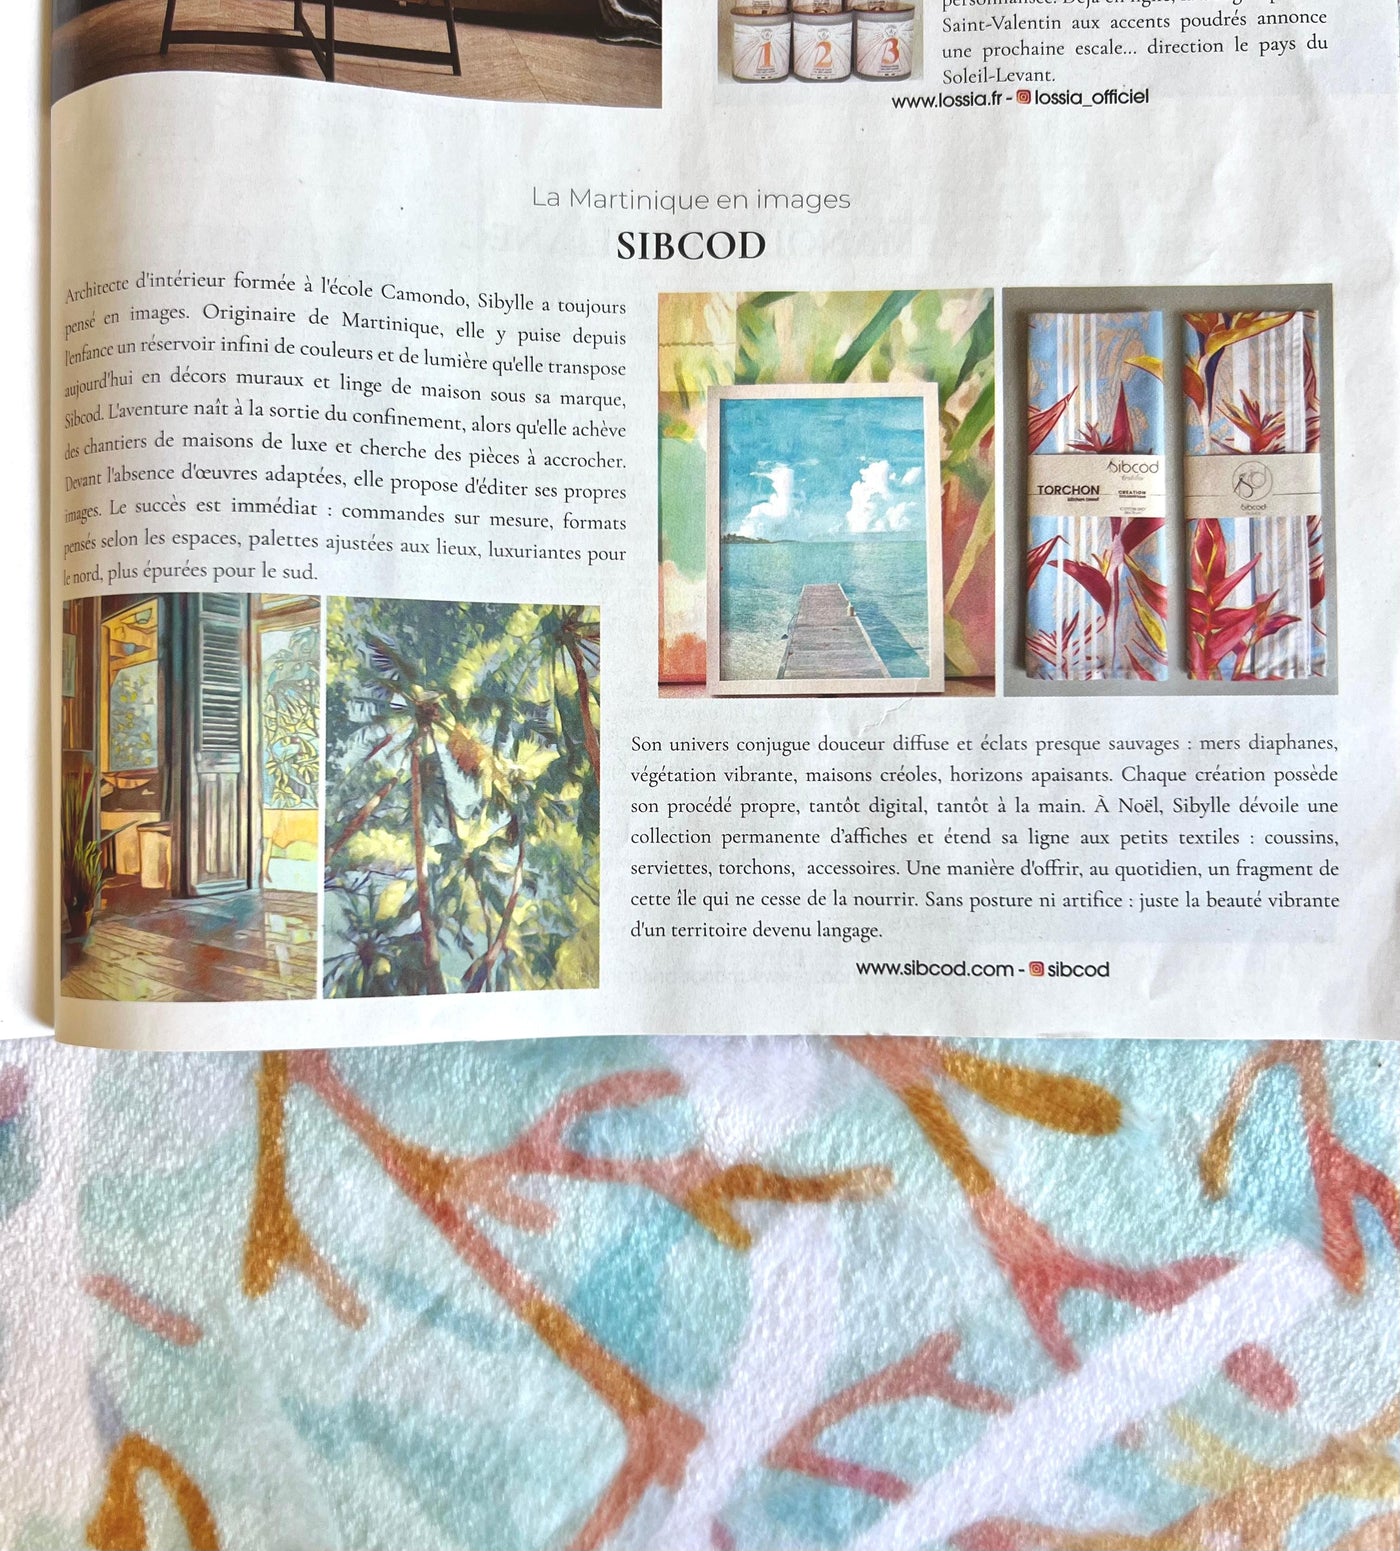 Saint-Valentin aux accents poudrés annonce
une prochaine escale... direction le pays du
Soleil-Levant.
www.lossia.fr - lossia_officiel
1 2 3
La Martinique en images
SIBCOD
Architecte d'intérieur formée à l'école Camondo, Sibylle a toujours
pensé en images. Originaire de Martinique, elle y puise depuis
l'enfance un réservoir infini de couleurs et de lumière qu'elle transpose
aujourd'hui en décors muraux et linge de maison sous sa marque,
Sibcod. L'aventure naît à la sortie du confinement, alors qu'elle achève
des chantiers de maisons de luxe et cherche des pièces à accrocher.
Devant l'absence d'œuvres adaptées, elle propose d'éditer ses propres
images. Le succès est immédiat : commandes sur mesure, formats
pensés selon les espaces, palettes ajustées aux lieux, luxuriantes pour
le nord, plus épurées pour le sud.
sibcod
TORCHON
CRÉATION
sibcod
Son univers conjugue douceur diffuse et éclats presque sauvages : mers diaphanes,
végétation vibrante, maisons créoles, horizons apaisants. Chaque création possède
son procédé propre, tantôt digital, tantôt à la main. À Noël, Sibylle dévoile une
collection permanente d'affiches et étend sa ligne aux petits textiles : coussins,
serviettes, torchons, accessoires. Une manière d'offrir, au quotidien, un fragment de
cette île qui ne cesse de la nourrir. Sans posture ni artifice : juste la beauté vibrante
d'un territoire devenu langage.
www.sibcod.com - sibcod